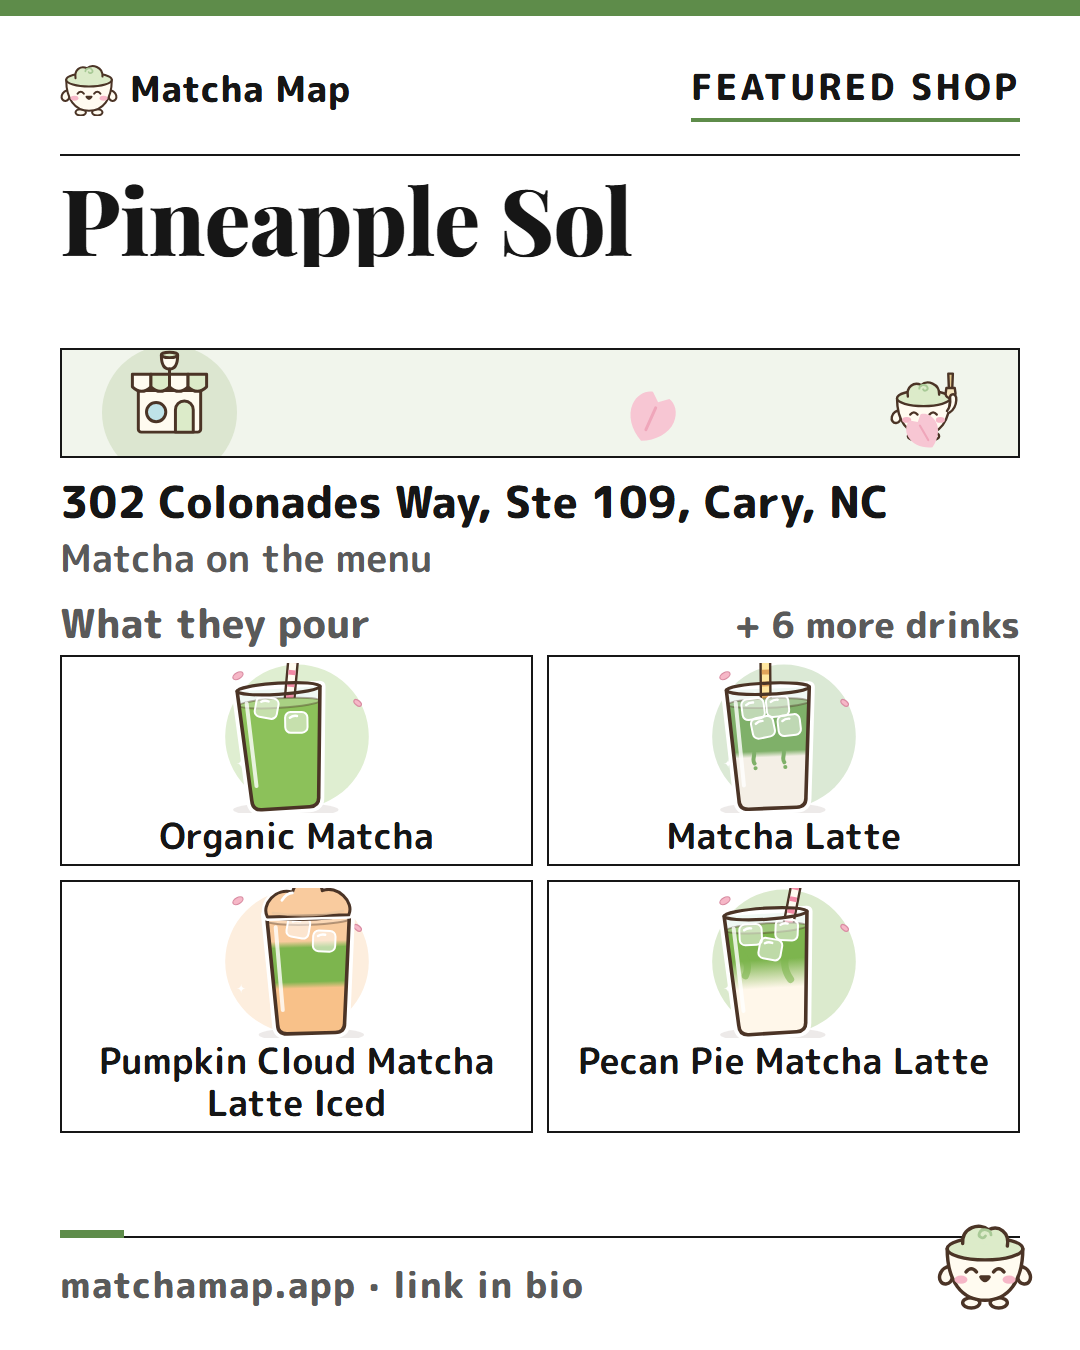 Matcha Map
FEATURED SHOP
Pineapple Sol
302 Colonades Way, Ste 109, Cary, NC
Matcha on the menu
What they pour
+ 6 more drinks
Organic Matcha
Matcha Latte
Pumpkin Cloud Matcha
Latte Iced
Pecan Pie Matcha Latte
matchamap.app · link in bio